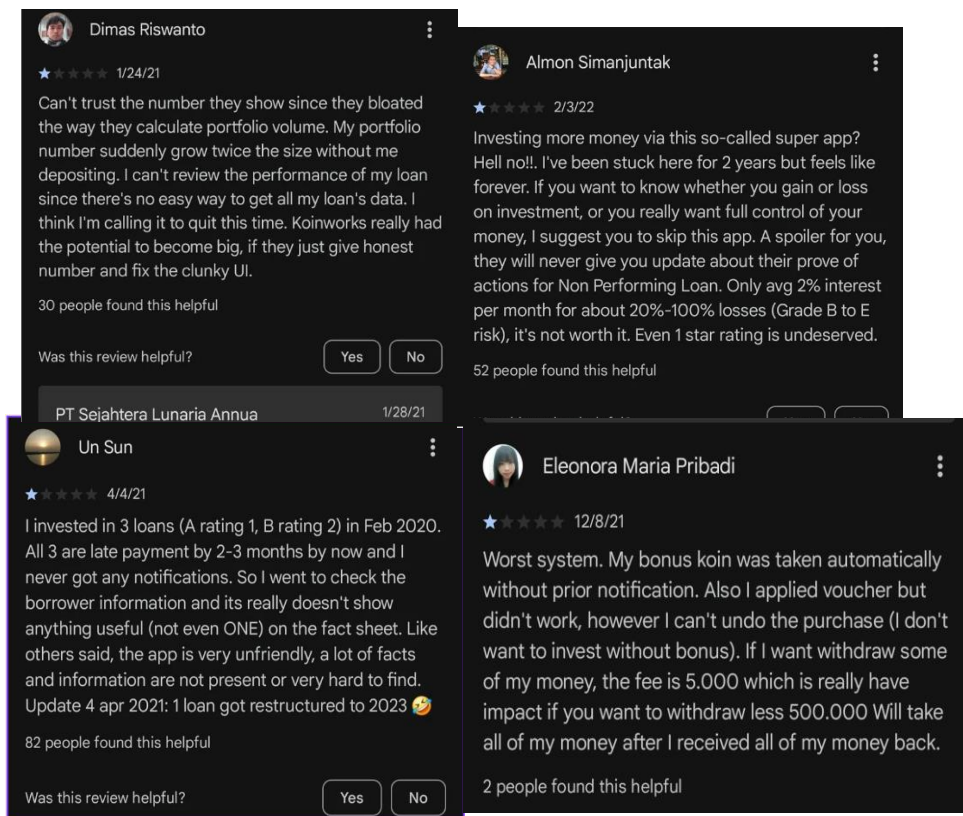 Dimas Riswanto
1/24/21
Can't trust the number they show since they bloated
the way they calculate portfolio volume. My portfolio
number suddenly grow twice the size without me
depositing. I can't review the performance of my loan
since there's no easy way to get all my loan's data. I
think I'm calling it to quit this time. Koinworks really had
the potential to become big, if they just give honest
number and fix the clunky UI.
30 people found this helpful
Was this review helpful?
Yes
No
PT Sejahtera Lunaria Annua
1/28/21
Almon Simanjuntak
2/3/22
Investing more money via this so-called super app?
Hell no!!. I've been stuck here for 2 years but feels like
forever. If you want to know whether you gain or loss
on investment, or you really want full control of your
money, I suggest you to skip this app. A spoiler for you,
they will never give you update about their prove of
actions for Non Performing Loan. Only avg 2% interest
per month for about 20%-100% losses (Grade B to E
risk), it's not worth it. Even 1 star rating is undeserved.
52 people found this helpful
Un Sun
4/4/21
I invested in 3 loans (A rating 1, B rating 2) in Feb 2020.
All 3 are late payment by 2-3 months by now and I
never got any notifications. So I went to check the
borrower information and its really doesn't show
anything useful (not even ONE) on the fact sheet. Like
others said, the app is very unfriendly, a lot of facts
and information are not present or very hard to find.
Update 4 apr 2021: 1 loan got restructured to 2023 🤣
82 people found this helpful
Was this review helpful?
Yes
No
Eleonora Maria Pribadi
12/8/21
Worst system. My bonus koin was taken automatically
without prior notification. Also I applied voucher but
didn't work, however I can't undo the purchase (I don't
want to invest without bonus). If I want withdraw some
of my money, the fee is 5.000 which is really have
impact if you want to withdraw less 500.000 Will take
all of my money after I received all of my money back.
2 people found this helpful